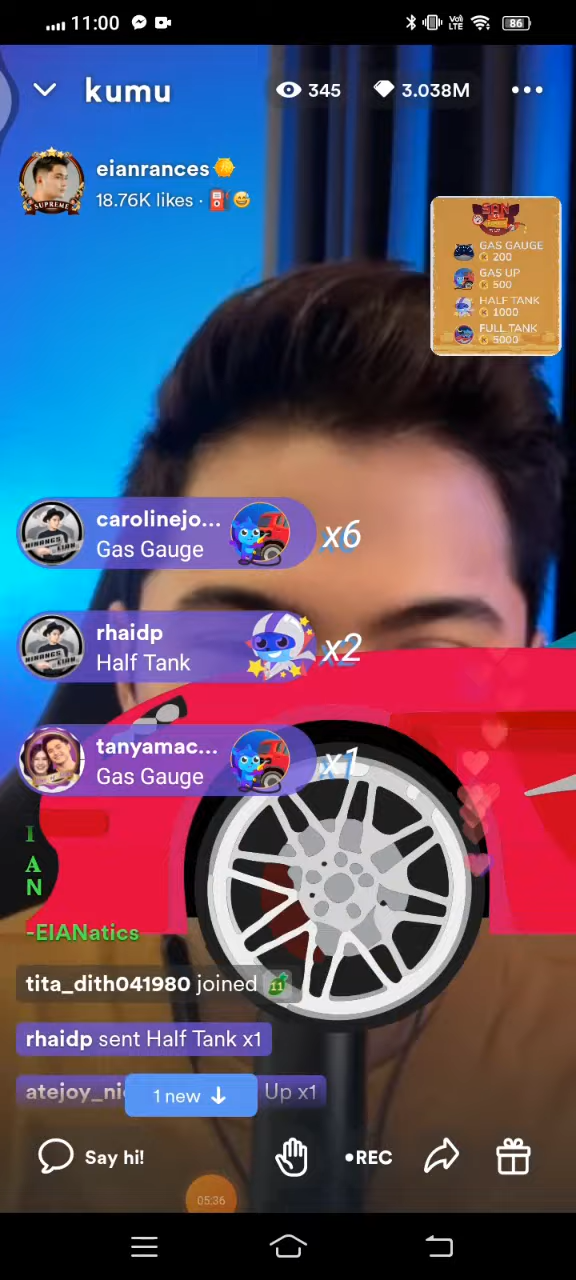 11:00
VoLTE
86
kumu
345
3.038M
eianrances
18.76K likes ·
SUPREME
GAS GAUGE
200
GAS UP
500
HALF TANK
1000
FULL TANK
5000
carolinejo...
Gas Gauge
x6
rhaidp
Half Tank
x2
tanyamac...
Gas Gauge
x1
I
A
N
-EIANatics
tita_dith041980 joined 11
rhaidp sent Half Tank x1
atejoy_ni
1 new
Up x1
Say hi!
•REC
05:36